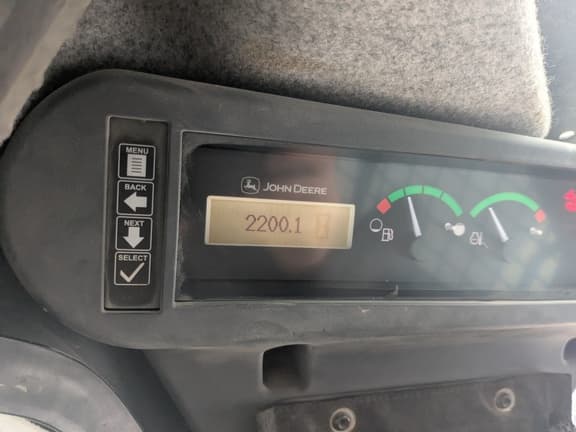 MENU
BACK
NEXT
SELECT
JOHN DEERE
2200.1